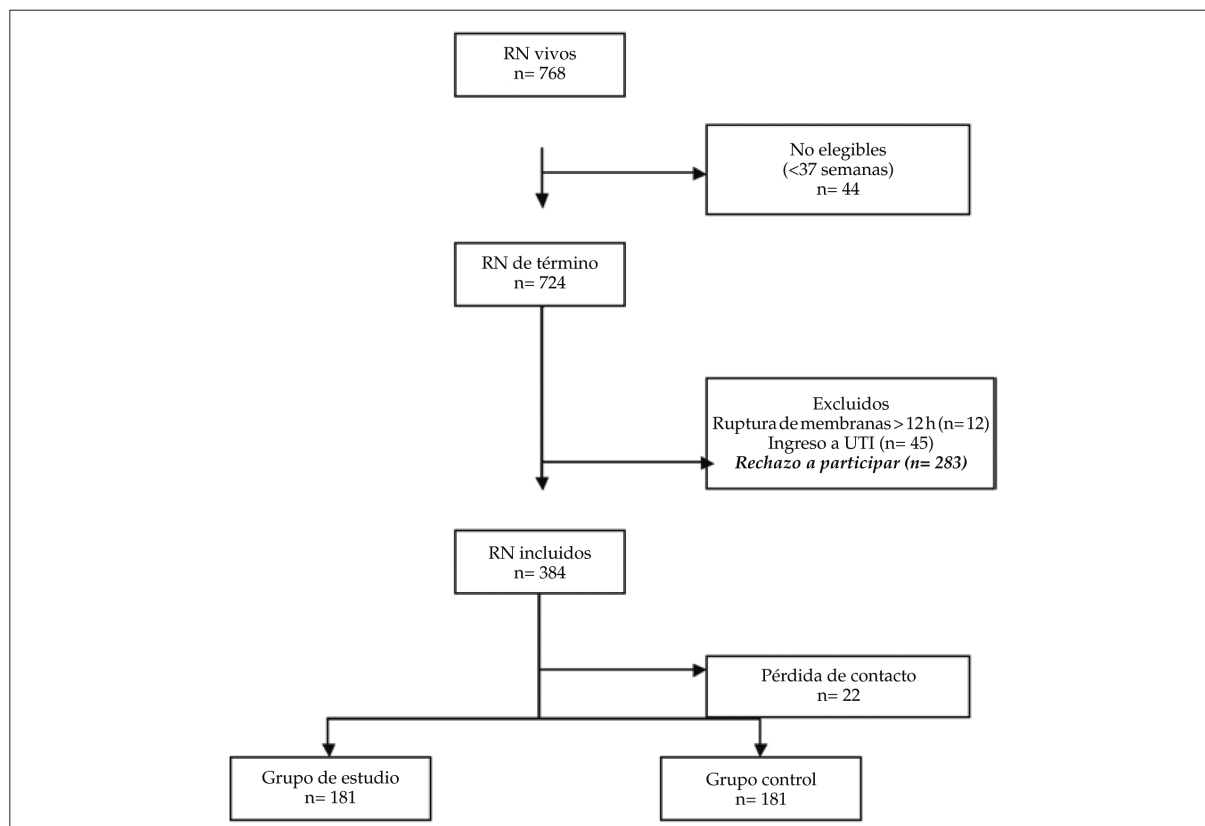 RN vivos
n= 768
No elegibles
(<37 semanas)
n= 44
RN de término
n= 724
Excluidos
Ruptura de membranas > 12 h (n= 12)
Ingreso a UTI (n= 45)
Rechazo a participar (n= 283)
RN incluidos
n= 384
Pérdida de contacto
n= 22
Grupo de estudio
n= 181
Grupo control
n= 181